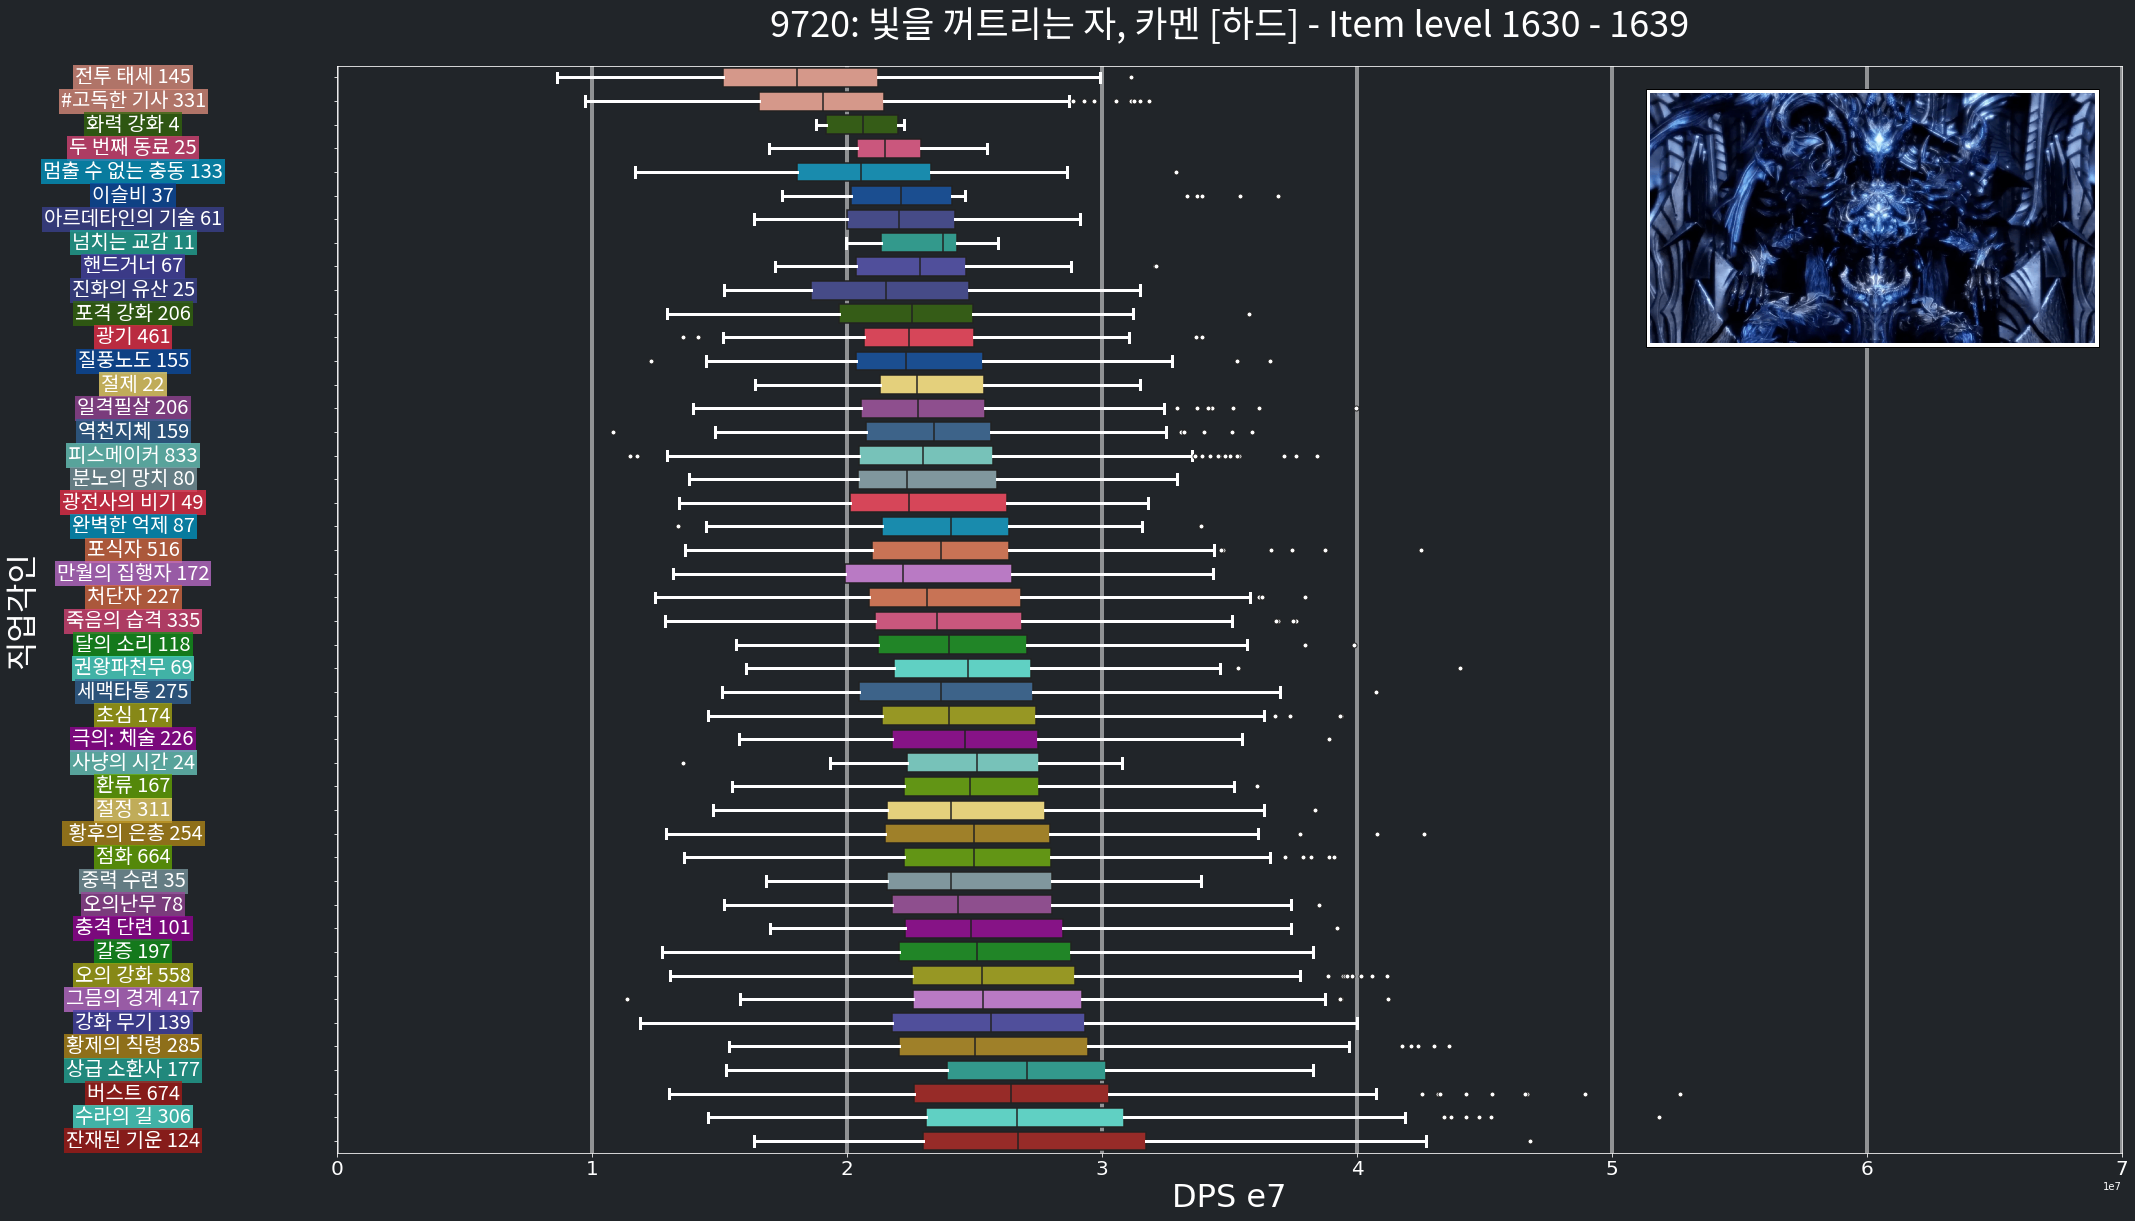 9720: 빛을 꺼트리는 자, 카멘 [하드] - Item level 1630 - 1639
전투 태세 145
#고독한 기사 331
화력 강화 4
두 번째 동료 25
멈출 수 없는 충동 133
이슬비 37
아르데타인의 기술 61
넘치는 교감 11
핸드거너 67
진화의 유산 25
포격 강화 206
광기 461
질풍노도 155
절제 22
일격필살 206
역천지체 159
피스메이커 833
분노의 망치 80
광전사의 비기 49
완벽한 억제 87
포식자 516
만월의 집행자 172
처단자 227
죽음의 습격 335
달의 소리 118
권왕파천무 69
세맥타통 275
초심 174
극의: 체술 226
사냥의 시간 24
환류 167
절정 311
황후의 은총 254
점화 664
중력 수련 35
오의난무 78
충격 단련 101
갈증 197
오의 강화 558
그믐의 경계 417
강화 무기 139
황제의 칙령 285
상급 소환사 177
버스트 674
수라의 길 306
잔재된 기운 124
직업각인
0 1 2 3 4 5 6 7
1e7
DPS e7